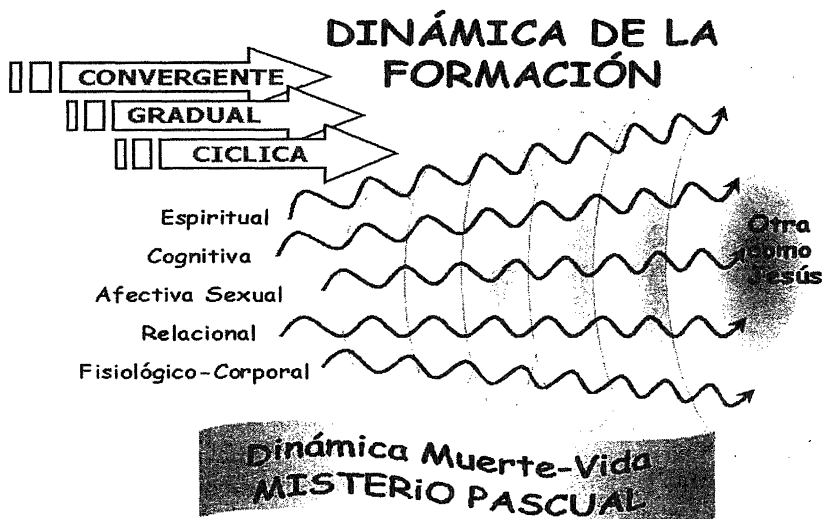 DINÁMICA DE LA
FORMACIÓN
CONVERGENTE
GRADUAL
CICLICA
Espiritual
Cognitiva
Afectiva Sexual
Relacional
Fisiológico-Corporal
Otra
como
Jesús
Dinámica Muerte-Vida
MISTERiO PASCUAL